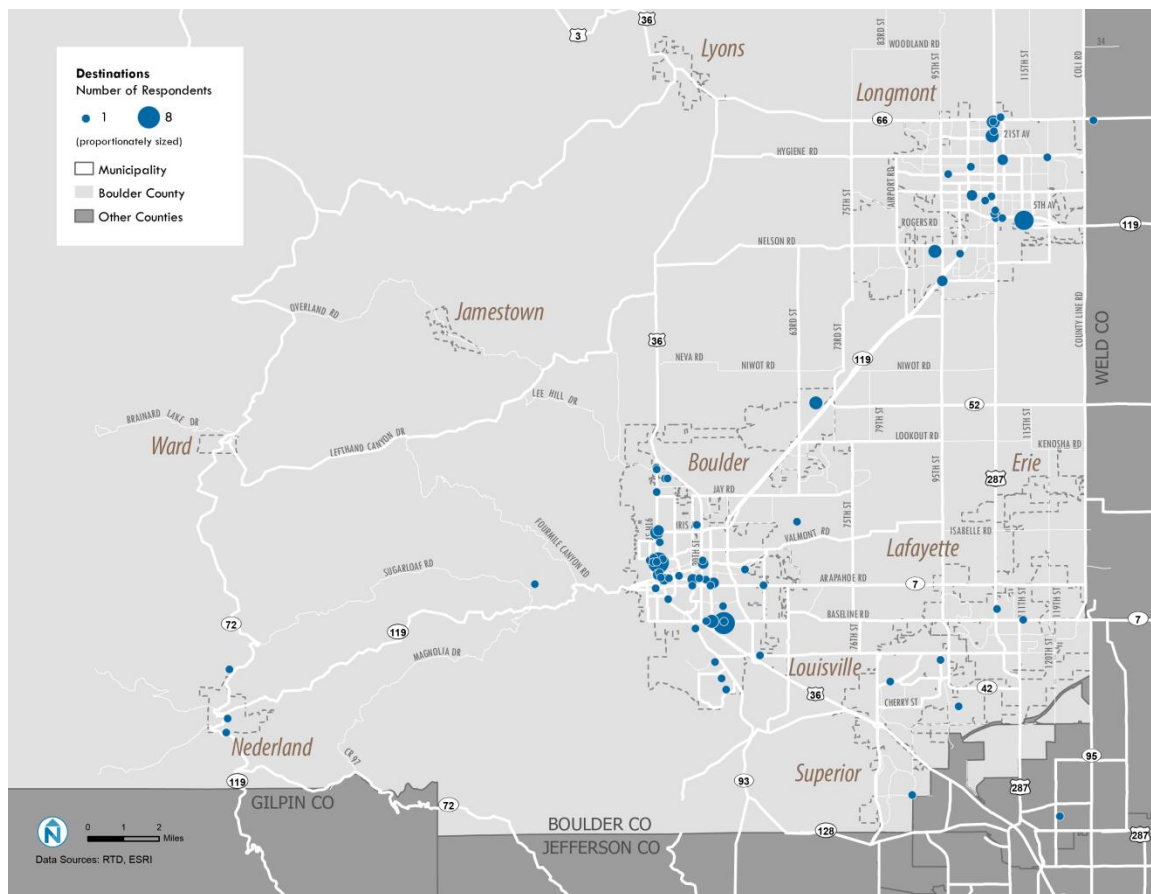 Destinations
Number of Respondents
1
8
(proportionately sized)
Municipality
Boulder County
Other Counties
36
3
Lyons
83RD ST
WOODLAND RD
95TH ST
115TH ST
COLI RD
34
Longmont
66
21ST AV
HYGIENE RD
AIRPORT RD
75TH ST
5TH AV
ROGERS RD
119
NELSON RD
OVERLAND RD
Jamestown
63RD ST
73RD ST
36
119
COUNTY LINE RD
WELD CO
NEVA RD
NIWOT RD
NIWOT RD
LEE HILL DR
BRAINARD LAKE DR
52
79TH ST
115TH ST
Ward
LEFTHAND CANYON DR
LOOKOUT RD
KENOSHA RD
Boulder
Erie
95TH ST
287
JAY RD
75TH ST
FOURMILE CANYON RD
VALMONT RD
ISABELLE RD
Lafayette
SUGARLOAF RD
ARAPAHOE RD
7
BASELINE RD
111TH ST
119TH ST
7
72
119
MAGNOLIA DR
76TH ST
120TH ST
Louisville
36
42
CHERRY ST
Nederland
CR 97
Superior
119
93
95
GILPIN CO
72
287
BOULDER CO
128
287
JEFFERSON CO
N
0 1 2
Miles
Data Sources: RTD, ESRI